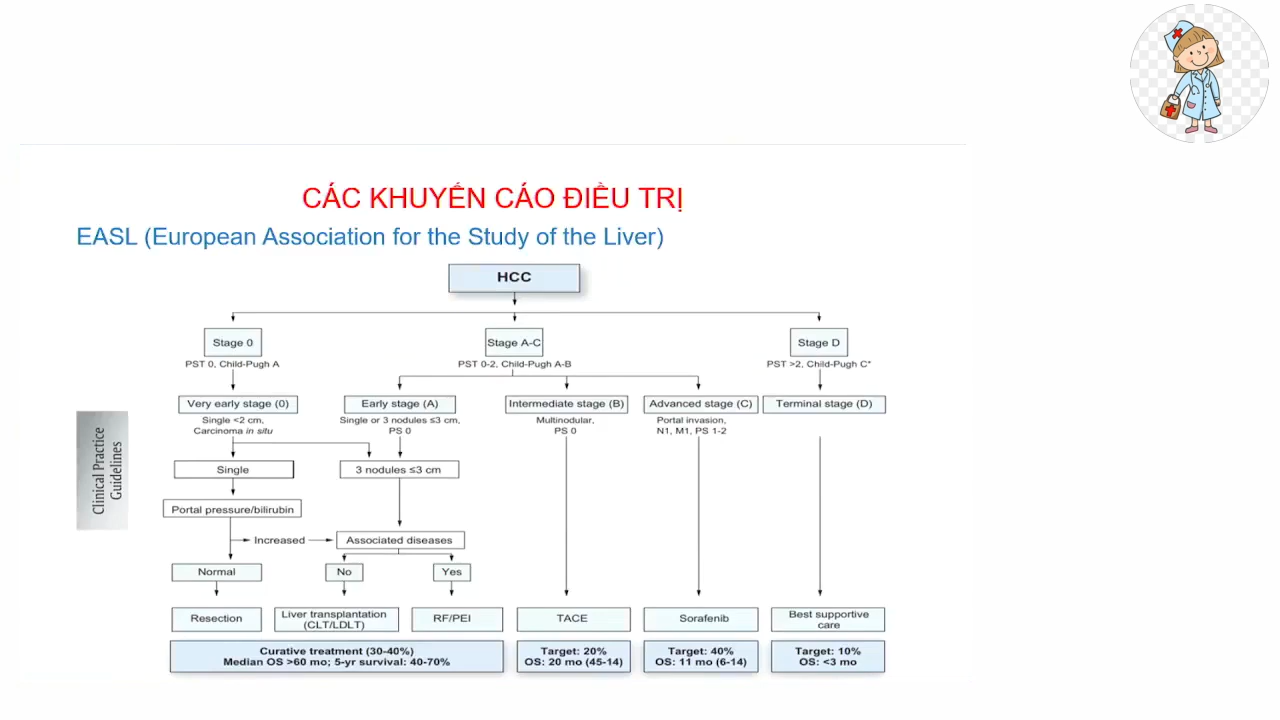 CÁC KHUYẾN CÁO ĐIỀU TRỊ
EASL (European Association for the Study of the Liver)
HCC
Stage 0
Stage A-C
Stage D
PST 0, Child-Pugh A
PST 0-2, Child-Pugh A-B
PST >2, Child-Pugh C*
Very early stage (0)
Early stage (A)
Intermediate stage (B)
Advanced stage (C)
Terminal stage (D)
Single <2 cm,
Carcinoma in situ
Single or 3 nodules ≤3 cm,
PS 0
Multinodular,
PS 0
Portal invasion,
N1, M1, PS 1-2
Clinical Practice
Guidelines
Single
3 nodules ≤3 cm
Portal pressure/bilirubin
Increased
Associated diseases
Normal
No
Yes
Resection
Liver transplantation
(CLT/LDLT)
RF/PEI
TACE
Sorafenib
Best supportive
care
Curative treatment (30-40%)
Median OS >60 mo; 5-yr survival: 40-70%
Target: 20%
OS: 20 mo (45-14)
Target: 40%
OS: 11 mo (6-14)
Target: 10%
OS: <3 mo